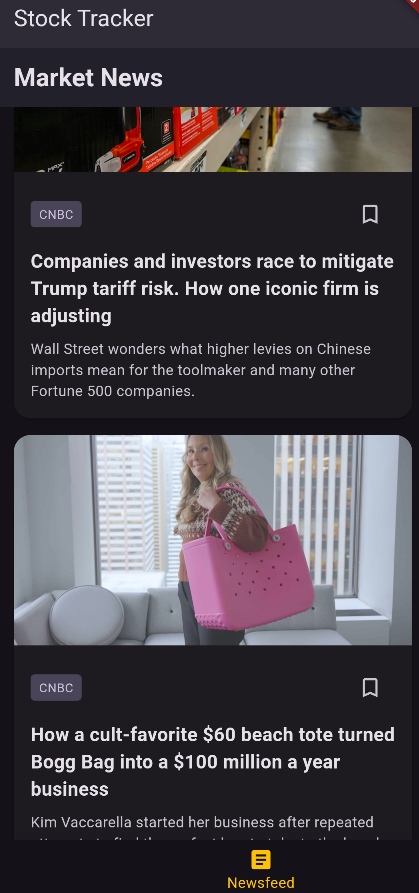 Stock Tracker
Market News
MAX
CNBC
Companies and investors race to mitigate
Trump tariff risk. How one iconic firm is
adjusting
Wall Street wonders what higher levies on Chinese
imports mean for the toolmaker and many other
Fortune 500 companies.
CNBC
How a cult-favorite $60 beach tote turned
Bogg Bag into a $100 million a year
business
Kim Vaccarella started her business after repeated
Newsfeed